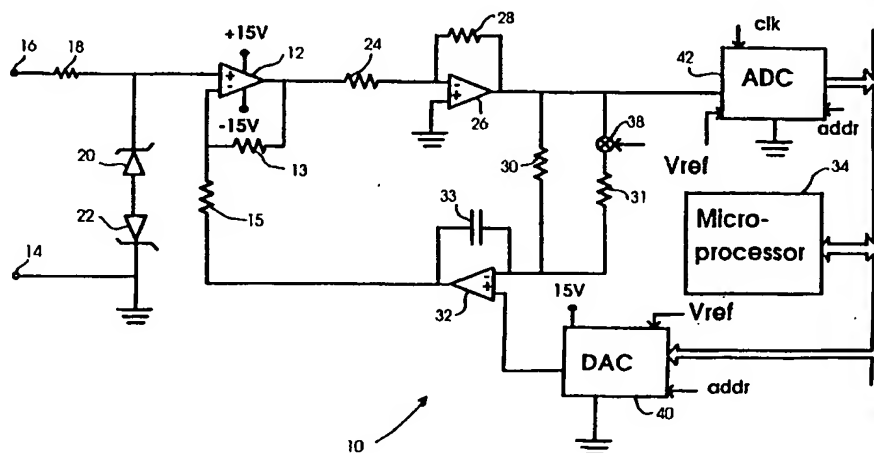 16
18
+15V
12
24
28
clk
42
ADC
26
-15V
38
addr
Vref
20
13
30
31
34
Micro-
processor
22
15
33
14
32
15V
Vref
DAC
addr
40
10